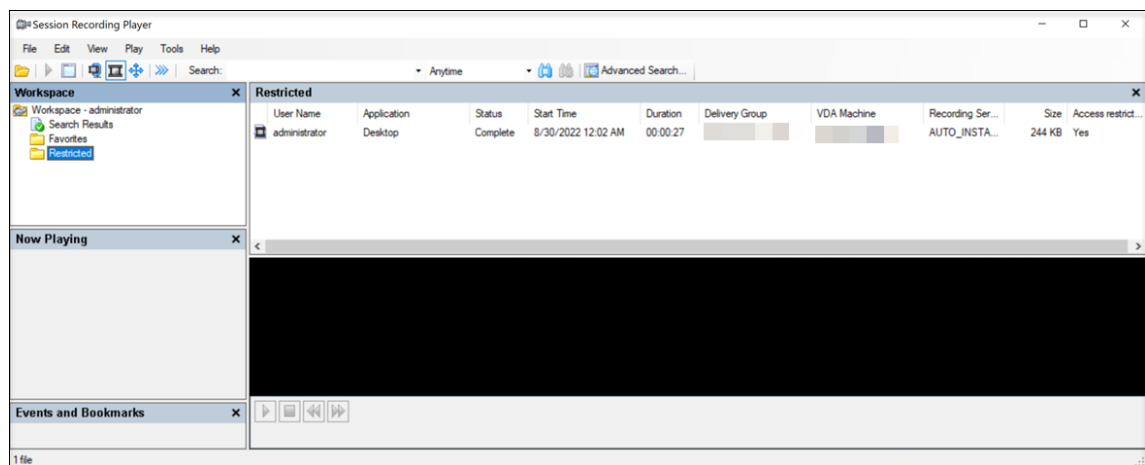 Session Recording Player
File Edit View Play Tools Help
Search: Anytime Advanced Search...
Workspace
Workspace - administrator
Search Results
Favorites
Restricted
Restricted
User Name Application Status Start Time Duration Delivery Group VDA Machine Recording Ser... Size Access restrict...
administrator Desktop Complete 8/30/2022 12:02 AM 00:00:27 AUTO_INSTA... 244 KB Yes
Now Playing
Events and Bookmarks
1 file